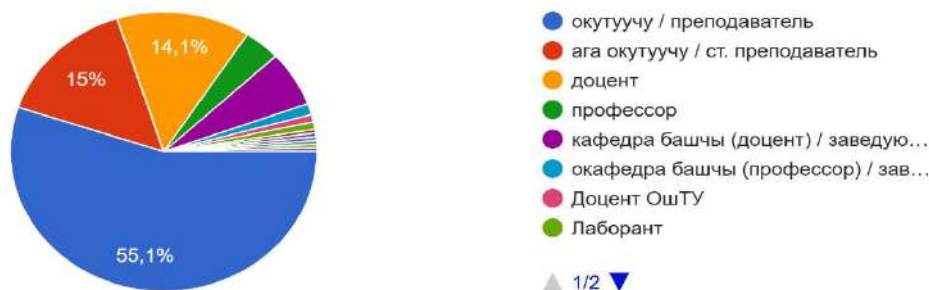 14,1%
15%
55,1%
окутуучу / преподаватель
ага окутуучу / ст. преподаватель
доцент
профессор
кафедра башчы (доцент) / заведую...
окафедра башчы (профессор) / зав...
Доцент ОшТУ
Лаборант
1/2